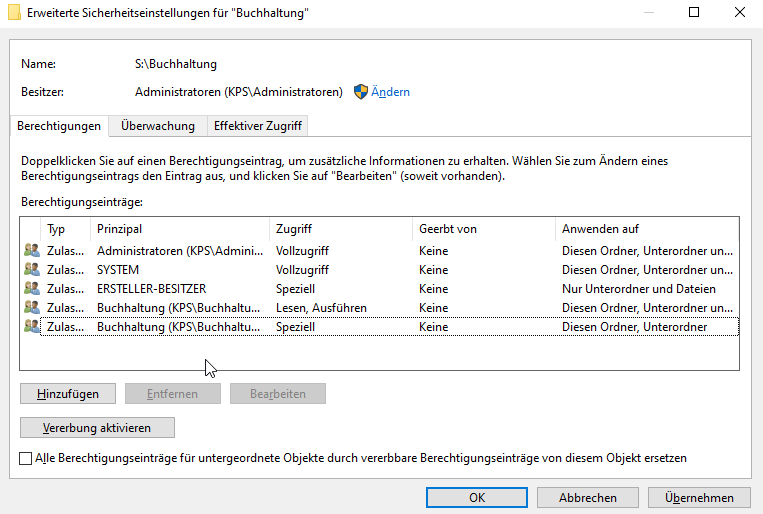 Erweiterte Sicherheitseinstellungen für "Buchhaltung"
Name: S:\Buchhaltung
Besitzer: Administratoren (KPS\Administratoren) Ändern
Berechtigungen Überwachung Effektiver Zugriff
Doppelklicken Sie auf einen Berechtigungseintrag, um zusätzliche Informationen zu erhalten. Wählen Sie zum Ändern eines
Berechtigungseintrags den Eintrag aus, und klicken Sie auf "Bearbeiten" (soweit vorhanden).
Berechtigungseinträge:
Typ Prinzipal Zugriff Geerbt von Anwenden auf
Zulas... Administratoren (KPS\Admini... Vollzugriff Keine Diesen Ordner, Unterordner un...
Zulas... SYSTEM Vollzugriff Keine Diesen Ordner, Unterordner un...
Zulas... ERSTELLER-BESITZER Speziell Keine Nur Unterordner und Dateien
Zulas... Buchhaltung (KPS\Buchhaltu... Lesen, Ausführen Keine Diesen Ordner, Unterordner un...
Zulas... Buchhaltung (KPS\Buchhaltu... Speziell Keine Diesen Ordner, Unterordner
Hinzufügen Entfernen Bearbeiten
Vererbung aktivieren
Alle Berechtigungseinträge für untergeordnete Objekte durch vererbbare Berechtigungseinträge von diesem Objekt ersetzen
OK Abbrechen Übernehmen